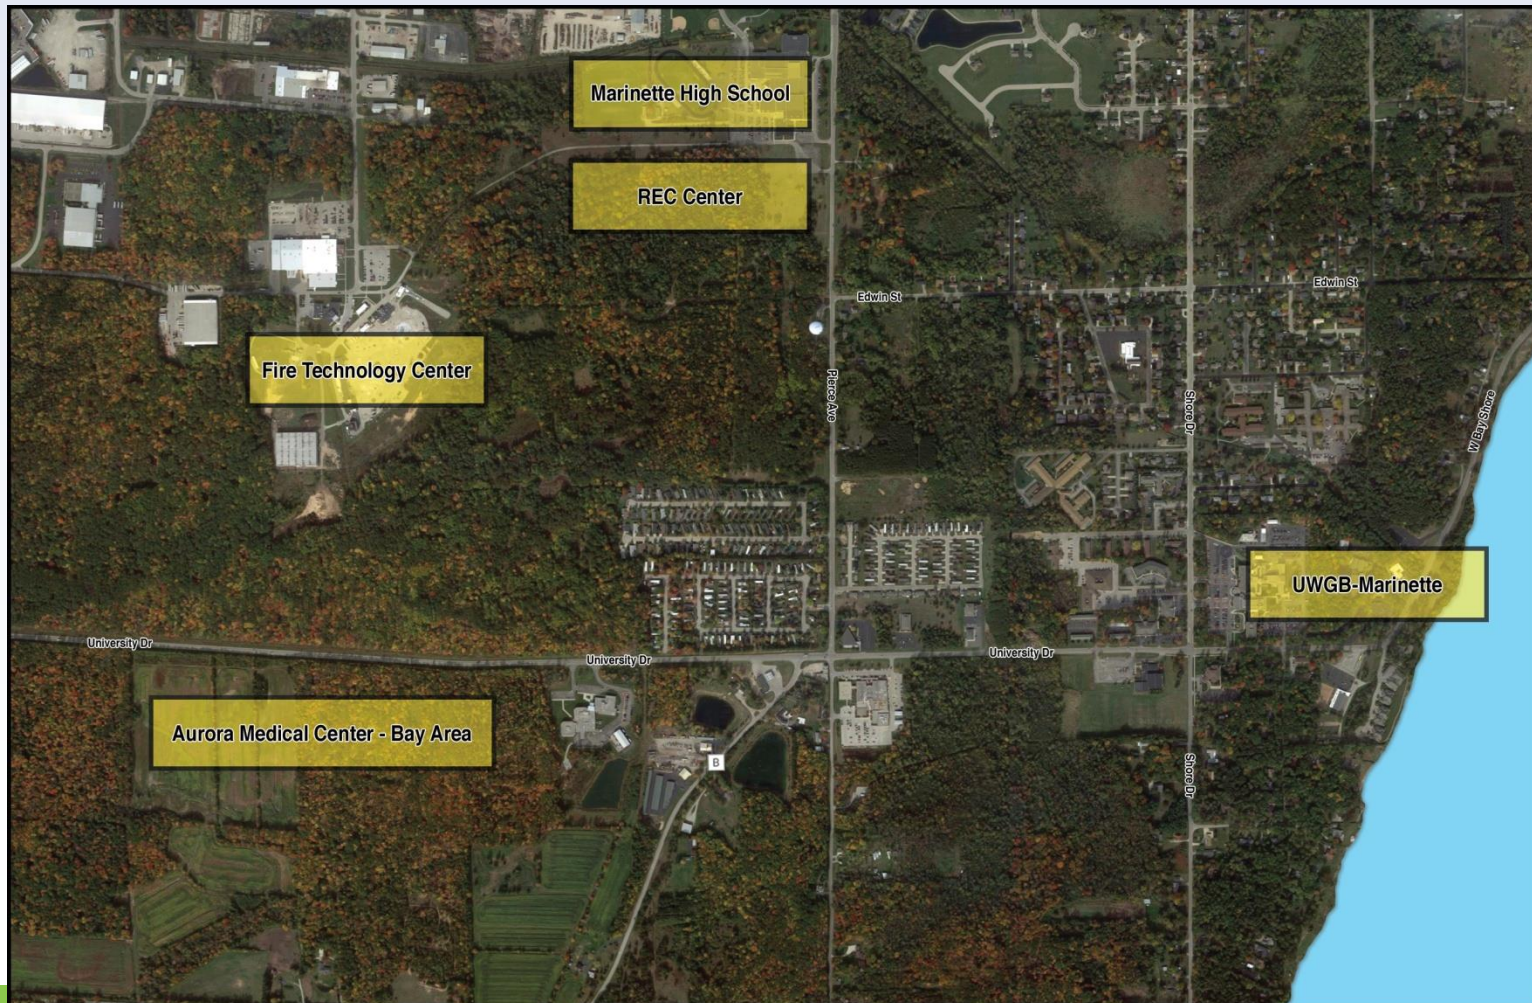 Marinette High School
REC Center
Edwin St
Edwin St
Fire Technology Center
Pierce Ave
Shore Dr
W Bay Shore
UWGB-Marinette
University Dr
University Dr
University Dr
Aurora Medical Center - Bay Area
B
Shore Dr